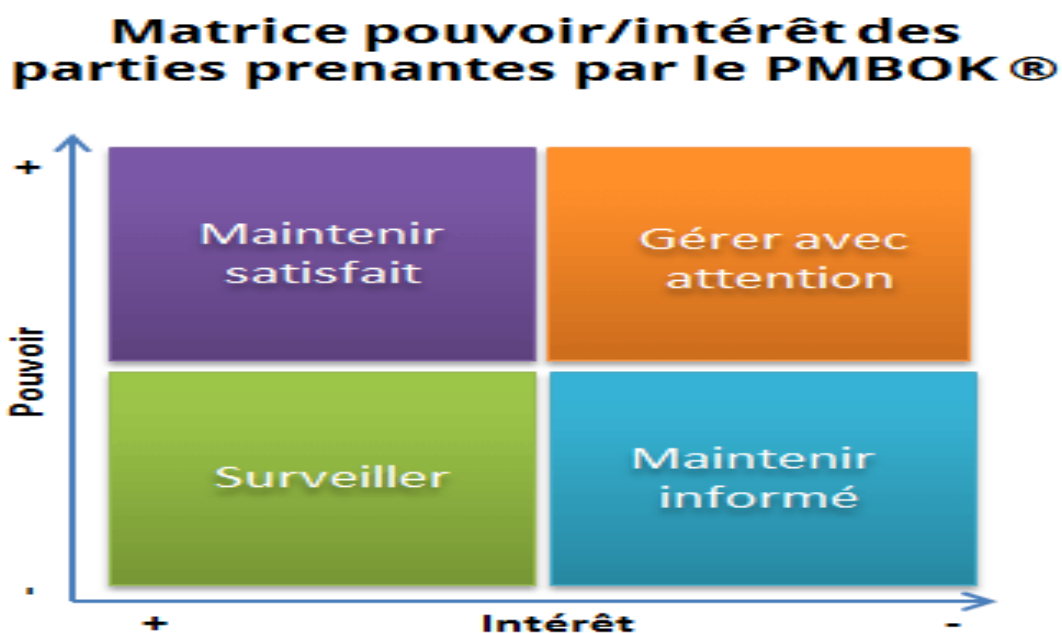 Matrice pouvoir/intérêt des
parties prenantes par le PMBOK ®
+
Maintenir
satisfait
Gérer avec
attention
Pouvoir
Surveiller
Maintenir
informé
-
+
Intérêt
-